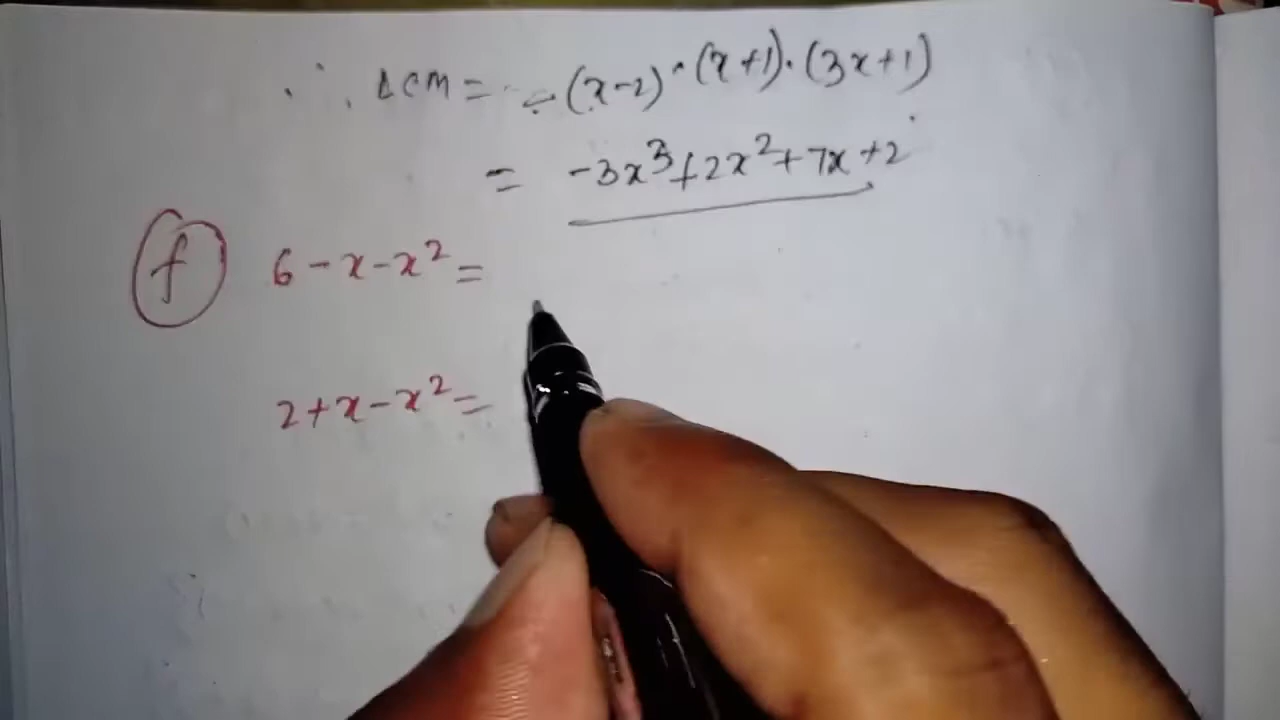 ∴ LCM = -(x-2)·(x+1)·(3x+1)
= -3x³+2x²+7x+2
f 6-x-x²=
2+x-x²=